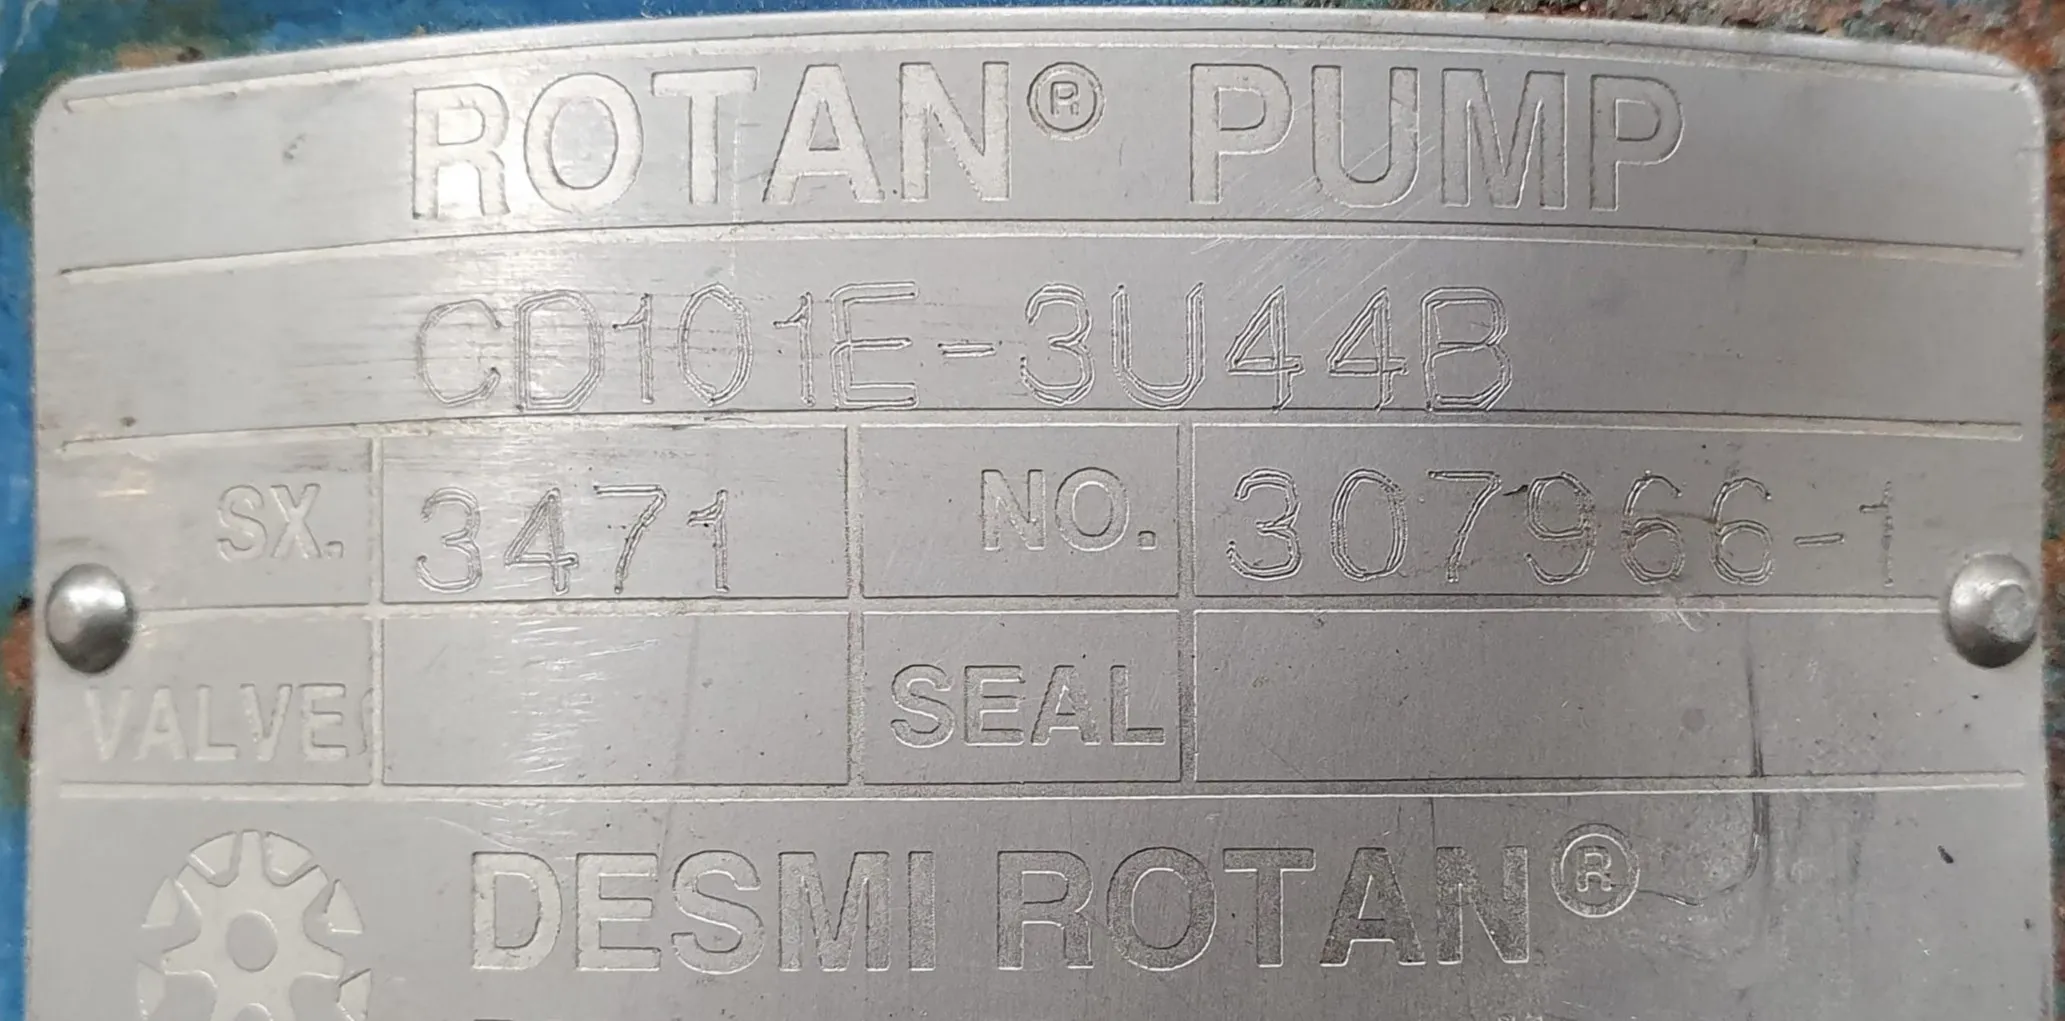 ROTAN® PUMP
CD101E-3U44B
SX. 3471 NO. 307966-1
VALVE SEAL
DESMI ROTAN®